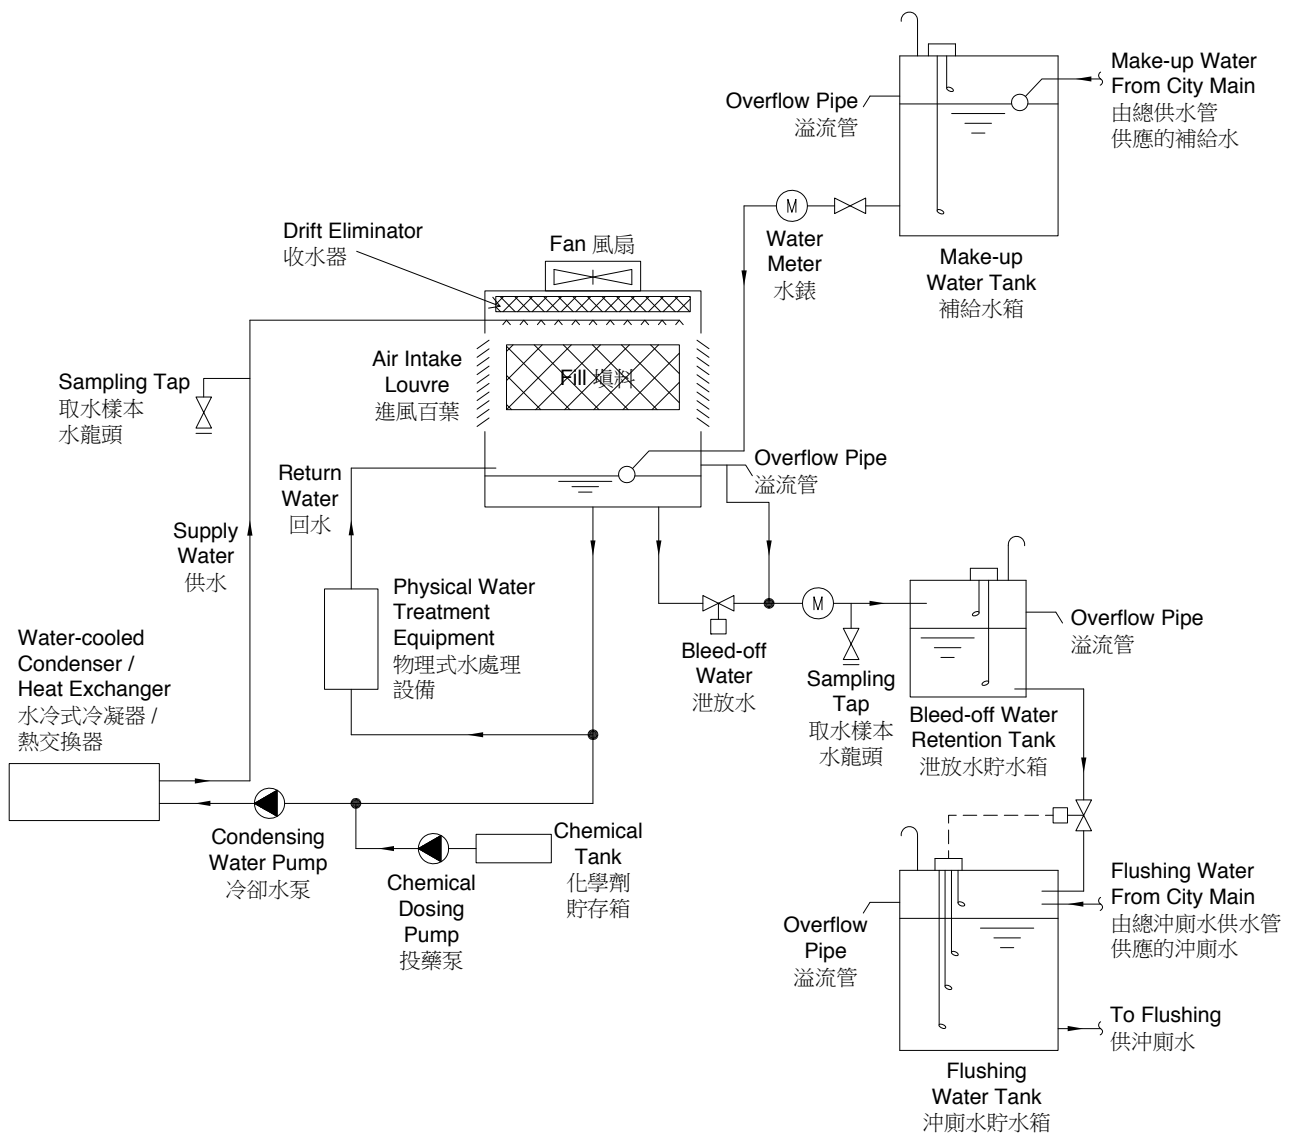 Make-up Water
From City Main
由總供水管
供應的補給水
Overflow Pipe
溢流管
M
Water
Meter
水錶
Make-up
Water Tank
補給水箱
Drift Eliminator
收水器
Fan 風扇
Air Intake
Louvre
進風百葉
Fill 填料
Sampling Tap
取水樣本
水龍頭
Return
Water
回水
Overflow Pipe
溢流管
Supply
Water
供水
Physical Water
Treatment
Equipment
物理式水處理
設備
M
Bleed-off
Water
泄放水
Sampling
Tap
取水樣本
水龍頭
Overflow Pipe
溢流管
Bleed-off Water
Retention Tank
泄放水貯水箱
Water-cooled
Condenser /
Heat Exchanger
水冷式冷凝器 /
熱交換器
Condensing
Water Pump
冷卻水泵
Chemical
Dosing
Pump
投藥泵
Chemical
Tank
化學劑
貯存箱
Overflow
Pipe
溢流管
Flushing Water
From City Main
由總沖廁水供水管
供應的沖廁水
To Flushing
供沖廁水
Flushing
Water Tank
沖廁水貯水箱